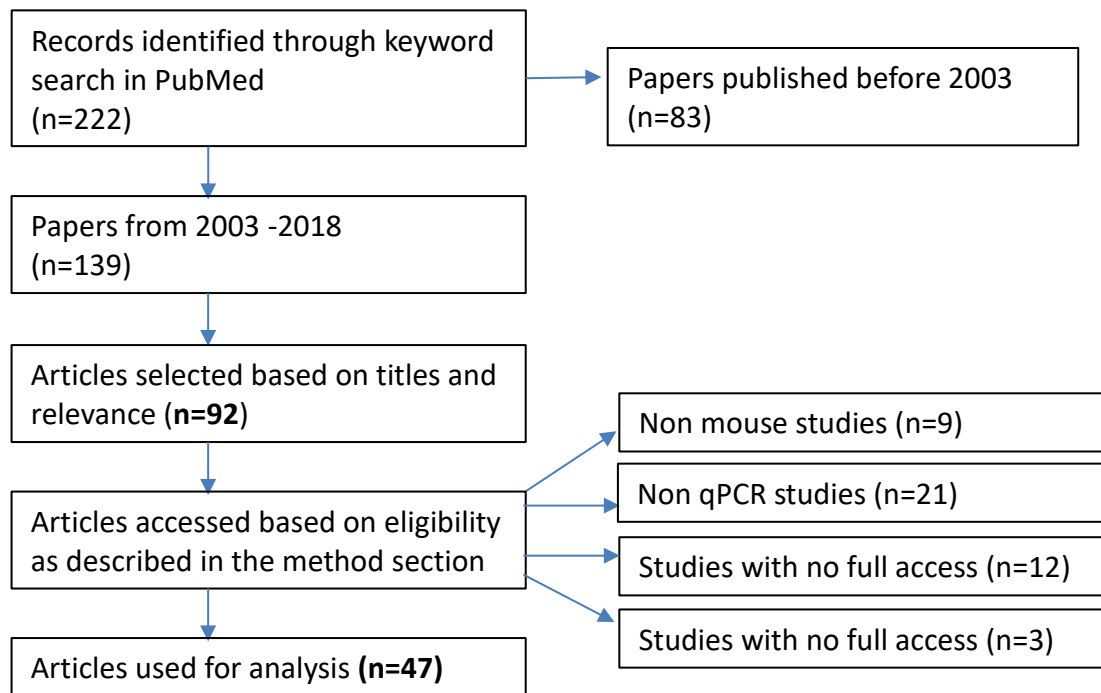 Records identified through keyword
search in PubMed
(n=222)
Papers published before 2003
(n=83)
Papers from 2003 -2018
(n=139)
Articles selected based on titles and
relevance (n=92)
Articles accessed based on eligibility
as described in the method section
Non mouse studies (n=9)
Non qPCR studies (n=21)
Studies with no full access (n=12)
Studies with no full access (n=3)
Articles used for analysis (n=47)